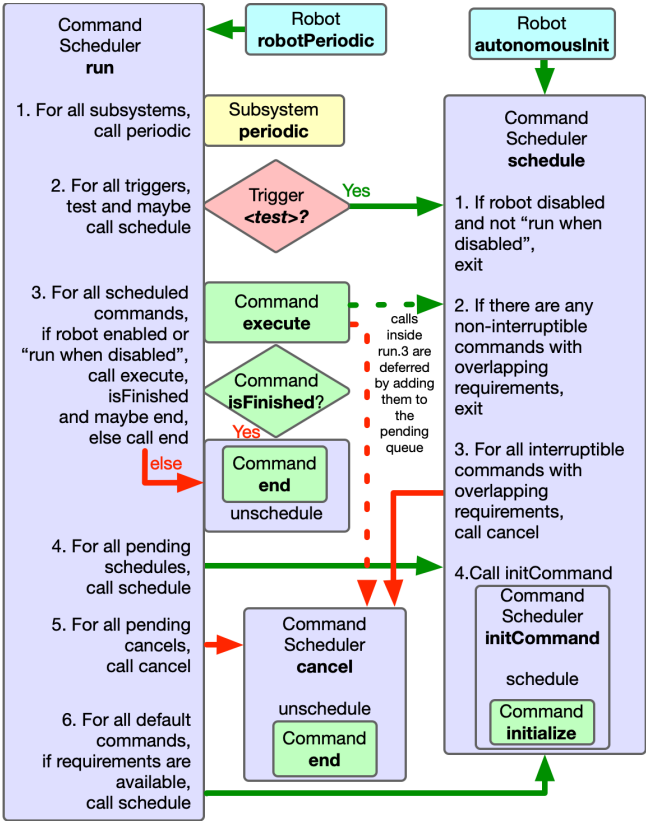 Command
Scheduler
run
Robot
robotPeriodic
Robot
autonomousInit
1. For all subsystems,
call periodic
Subsystem
periodic
2. For all triggers,
test and maybe
call schedule
Trigger
<test>?
Yes
3. For all scheduled
commands,
if robot enabled or
“run when disabled”,
call execute,
isFinished
and maybe end,
else call end
Command
execute
Command
isFinished?
Yes
else
Command
end
unschedule
calls
inside
run.3 are
deferred
by adding
them to
the
pending
queue
4. For all pending
schedules,
call schedule
5. For all pending
cancels,
call cancel
Command
Scheduler
cancel
unschedule
Command
end
6. For all default
commands,
if requirements are
available,
call schedule
Command
Scheduler
schedule
1. If robot disabled
and not “run when
disabled”,
exit
2. If there are any
non-interruptible
commands with
overlapping
requirements,
exit
3. For all interruptible
commands with
overlapping
requirements,
call cancel
4.Call initCommand
Command
Scheduler
initCommand
schedule
Command
initialize